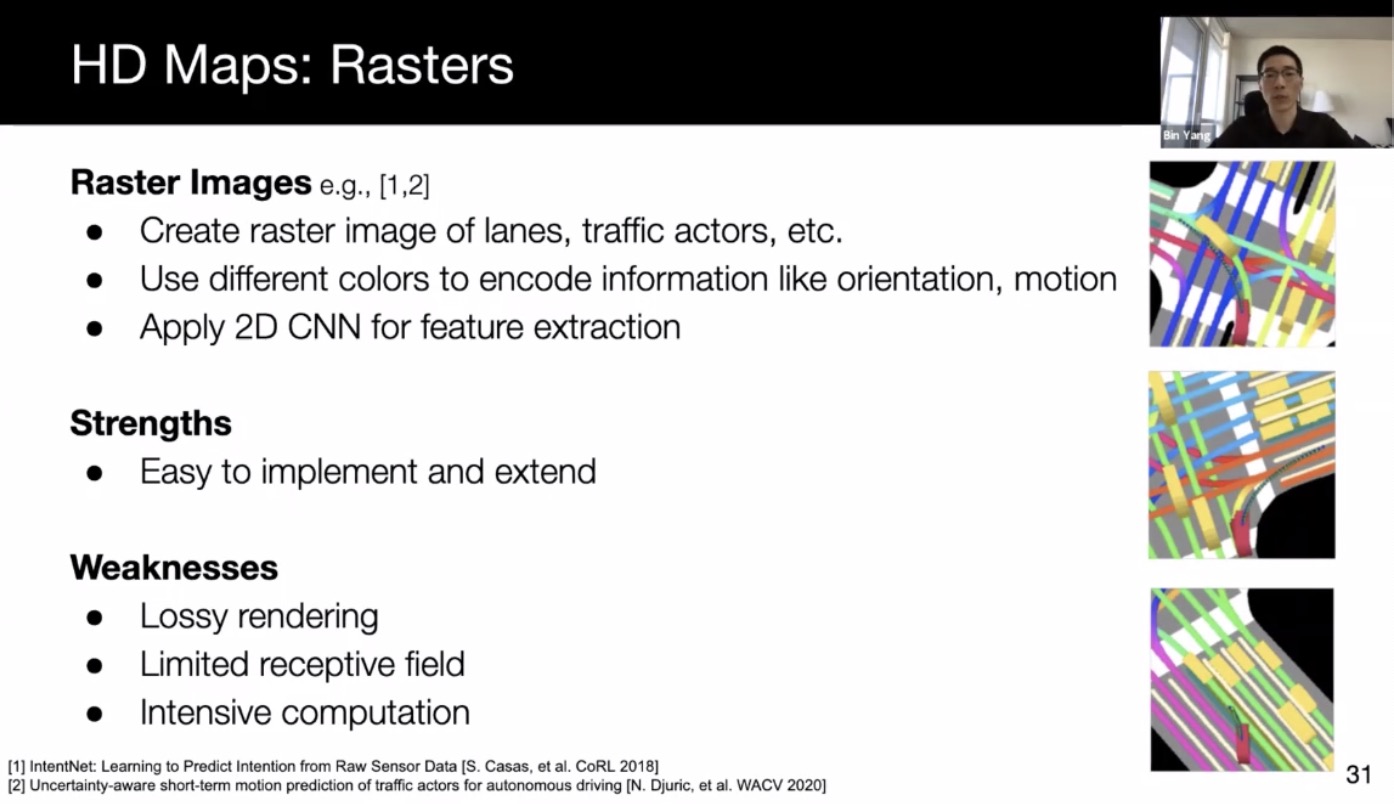 HD Maps: Rasters
Bin Yang
Raster Images e.g., [1,2]
● Create raster image of lanes, traffic actors, etc.
● Use different colors to encode information like orientation, motion
● Apply 2D CNN for feature extraction
Strengths
● Easy to implement and extend
Weaknesses
● Lossy rendering
● Limited receptive field
● Intensive computation
[1] IntentNet: Learning to Predict Intention from Raw Sensor Data [S. Casas, et al. CoRL 2018]
[2] Uncertainty-aware short-term motion prediction of traffic actors for autonomous driving [N. Djuric, et al. WACV 2020]
31